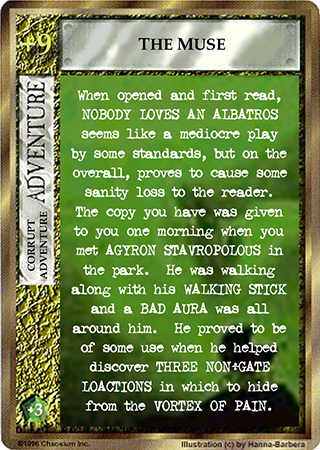 +9
THE MUSE
CORRUPT
ADVENTURE
ADVENTURE
When opened and first read,
NOBODY LOVES AN ALBATROS
seems like a mediocre play
by some standards, but on the
overall, proves to cause some
sanity loss to the reader.
The copy you have was given
to you one morning when you
met AGYRON STAVROPOLOUS in
the park.  He was walking
along with his WALKING STICK
and a BAD AURA was all
around him.  He proved to be
of some use when he helped
discover THREE NON-GATE
LOACTIONS in which to hide
from the VORTEX OF PAIN.
+3
©1996 Chaosium Inc.
Illustration (c) by Hanna-Barbera